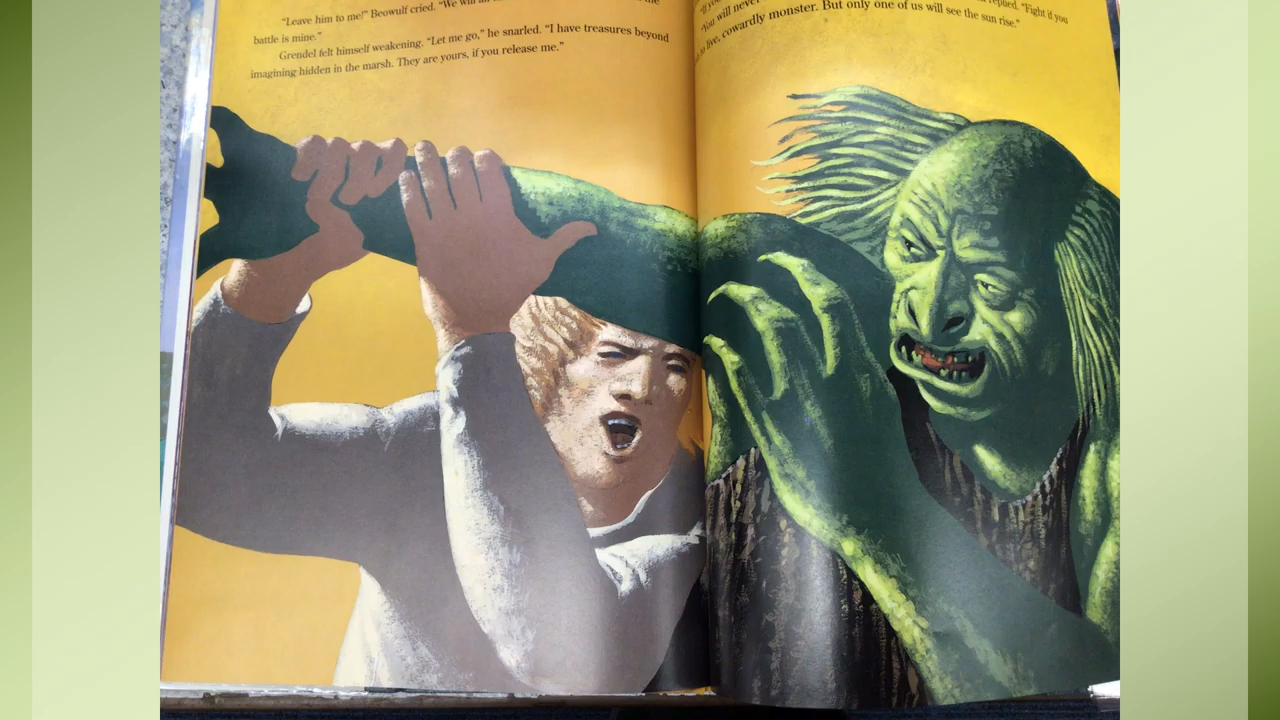 "Leave him to me!" Beowulf cried. "We will all
battle is mine."
Grendel felt himself weakening. "Let me go," he snarled. "I have treasures beyond
imagining hidden in the marsh. They are yours, if you release me."
"Fight if you
"You will never
to live, cowardly monster. But only one of us will see the sun rise."